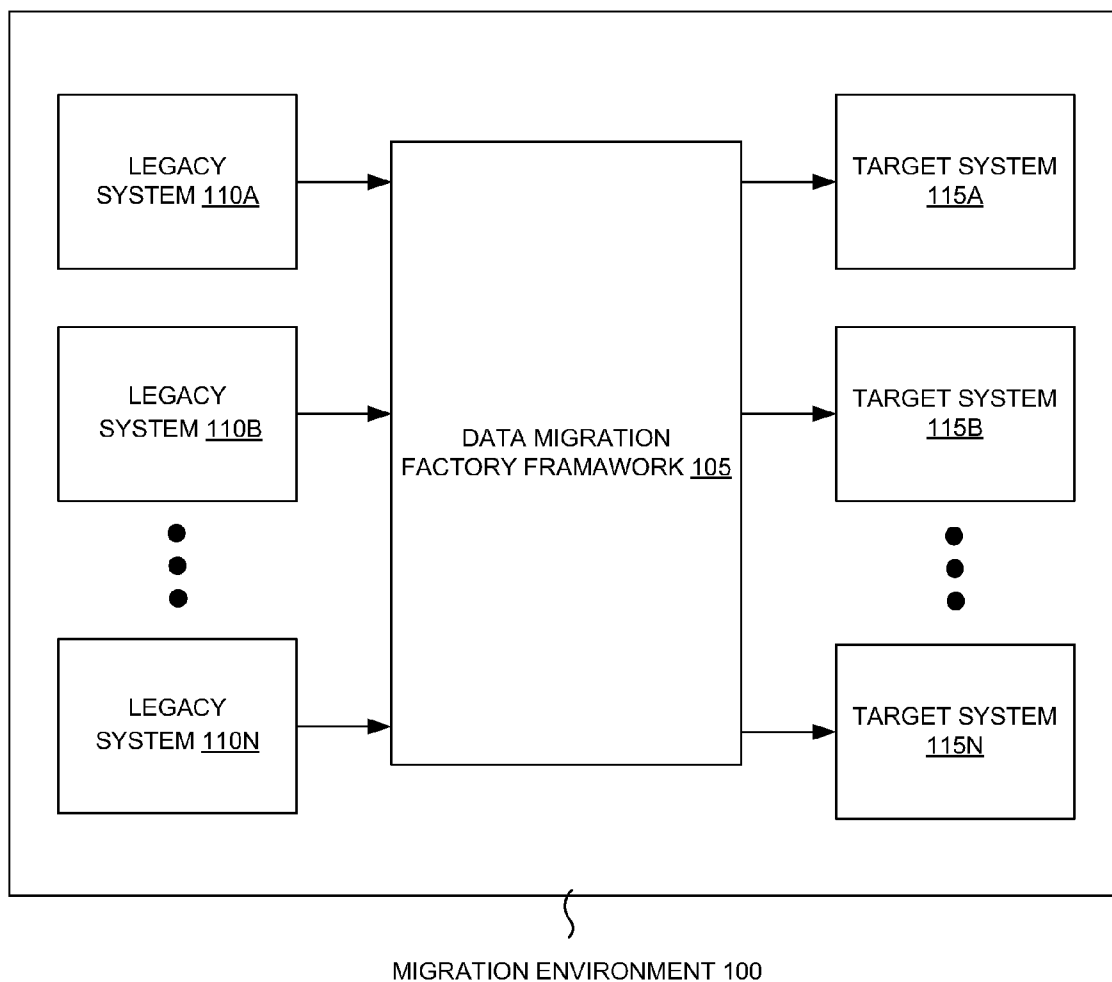 LEGACY
SYSTEM 110A
LEGACY
SYSTEM 110B
LEGACY
SYSTEM 110N
DATA MIGRATION
FACTORY FRAMAWORK 105
TARGET SYSTEM
115A
TARGET SYSTEM
115B
TARGET SYSTEM
115N
MIGRATION ENVIRONMENT 100